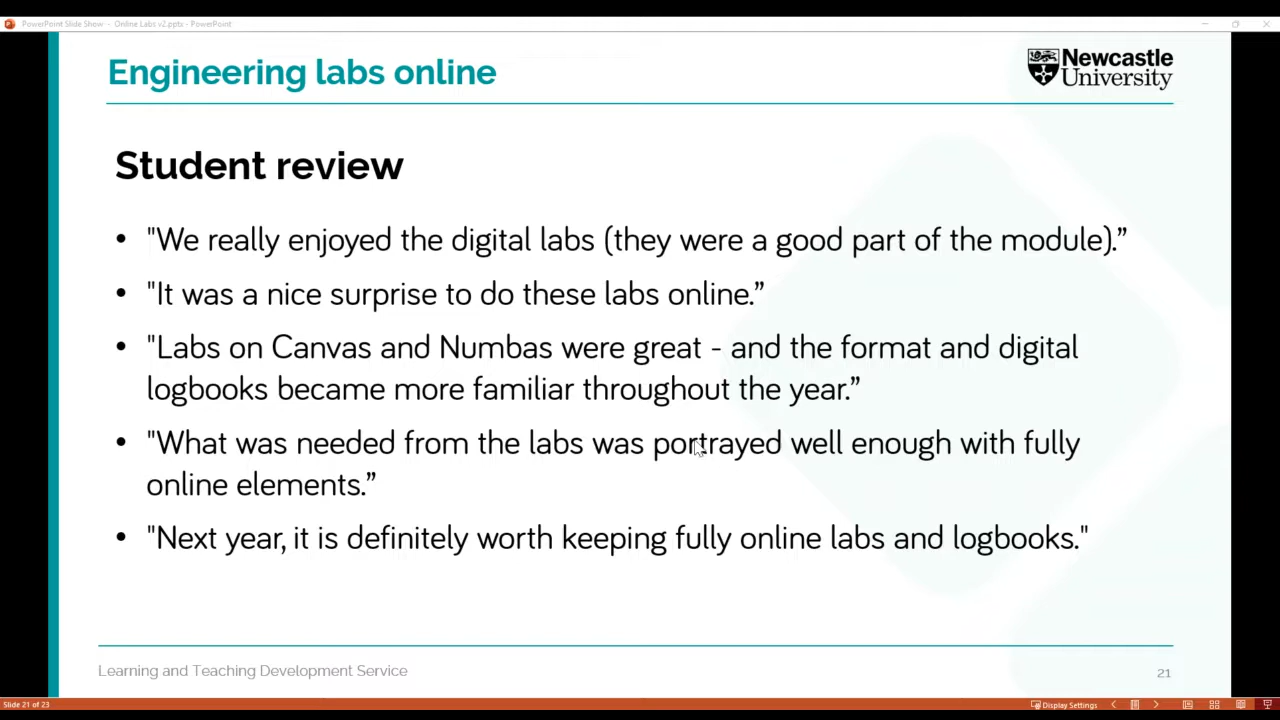 PowerPoint Slide Show - Online Labs v2.pptx - PowerPoint
Engineering labs online
Newcastle
University
Student review
• "We really enjoyed the digital labs (they were a good part of the module).”
• "It was a nice surprise to do these labs online.”
• "Labs on Canvas and Numbas were great - and the format and digital
logbooks became more familiar throughout the year.”
• "What was needed from the labs was portrayed well enough with fully
online elements.”
• "Next year, it is definitely worth keeping fully online labs and logbooks."
Learning and Teaching Development Service
21
Slide 21 of 23
Display Settings